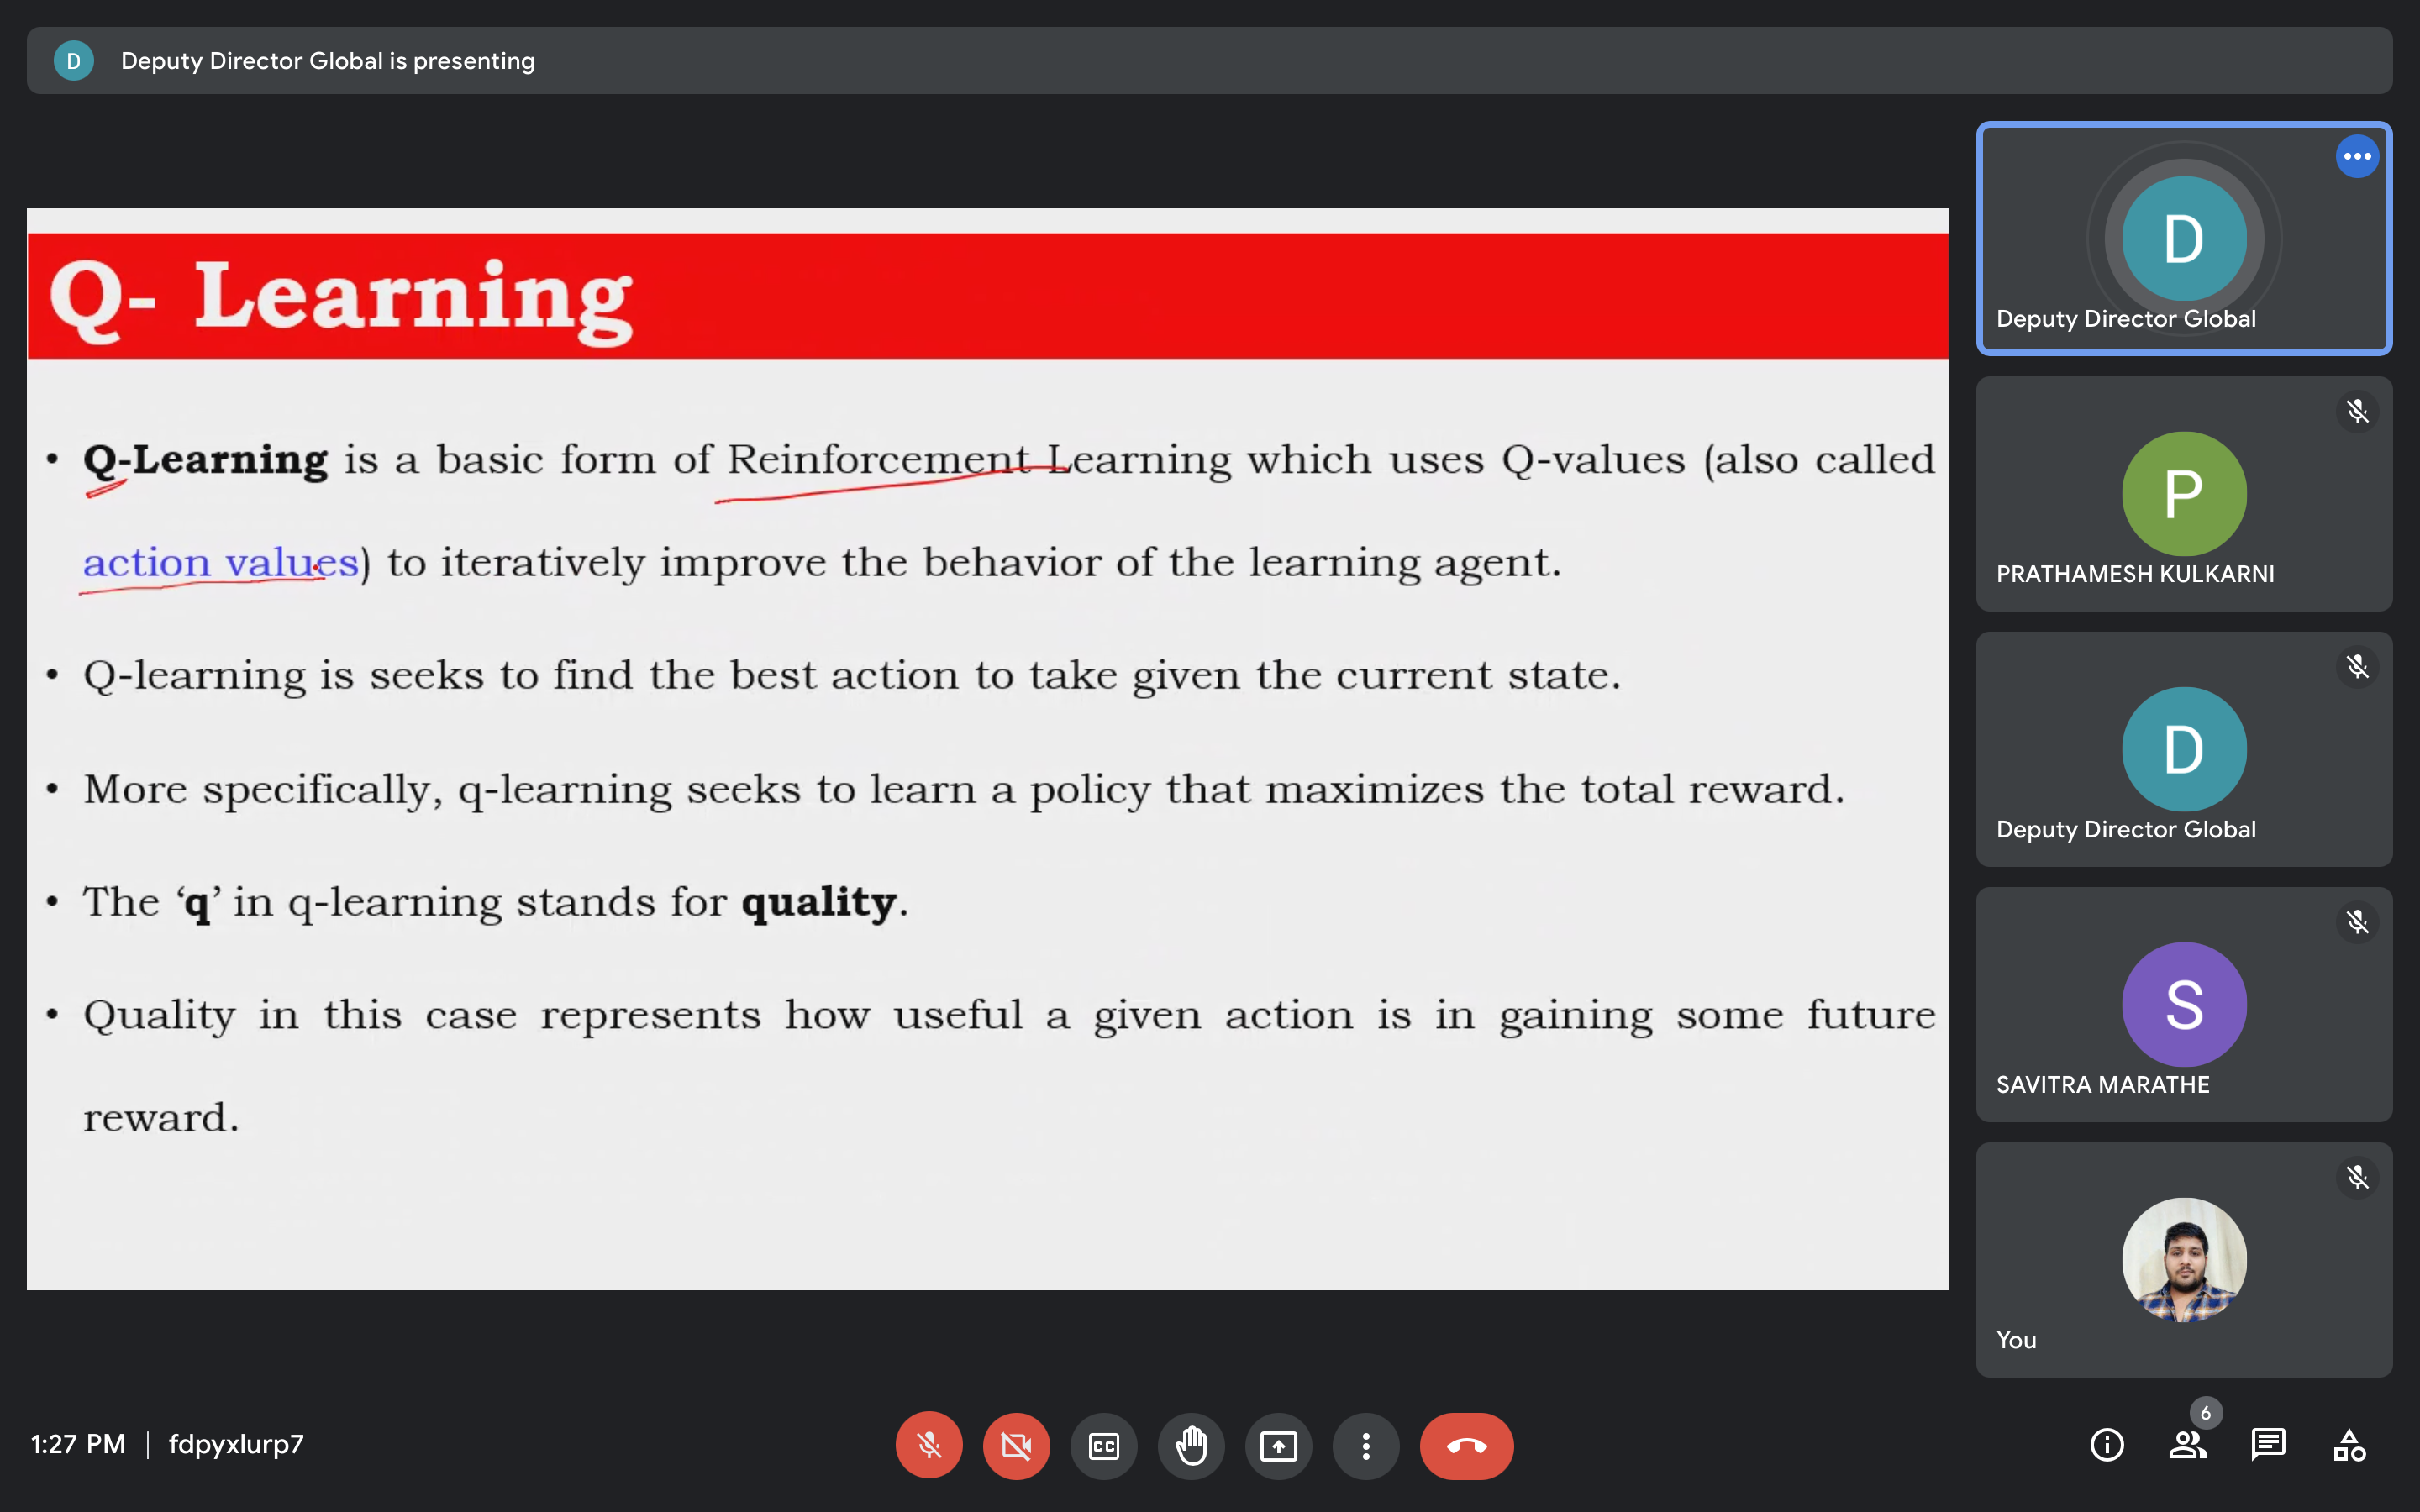 D
Deputy Director Global is presenting
Q- Learning
• Q-Learning is a basic form of Reinforcement Learning which uses Q-values (also called
action values) to iteratively improve the behavior of the learning agent.
• Q-learning is seeks to find the best action to take given the current state.
• More specifically, q-learning seeks to learn a policy that maximizes the total reward.
• The ‘q’ in q-learning stands for quality.
• Quality in this case represents how useful a given action is in gaining some future
reward.
D
Deputy Director Global
P
PRATHAMESH KULKARNI
D
Deputy Director Global
S
SAVITRA MARATHE
You
1:27 PM | fdpyxlurp7
CC
6